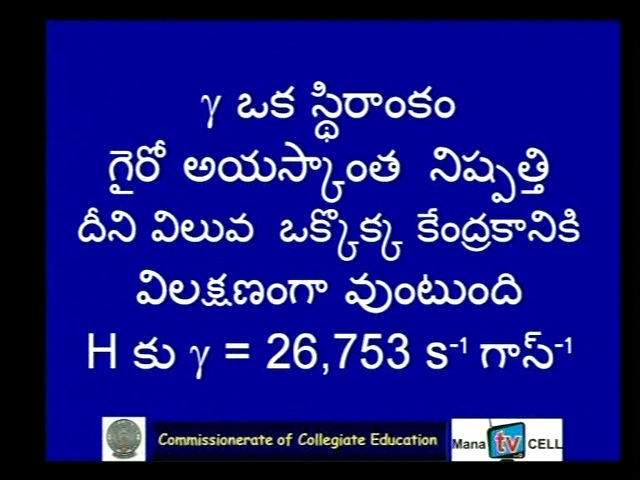 γ ఒక స్థిరాంకం
గైరో అయస్కాంత నిష్పత్తి
దీని విలువ ఒక్కొక్క కేంద్రకానికి
విలక్షణంగా వుంటుంది
H కు γ = 26,753 s⁻¹ గాస్⁻¹
Commissionerate of Collegiate Education
Mana tv CELL